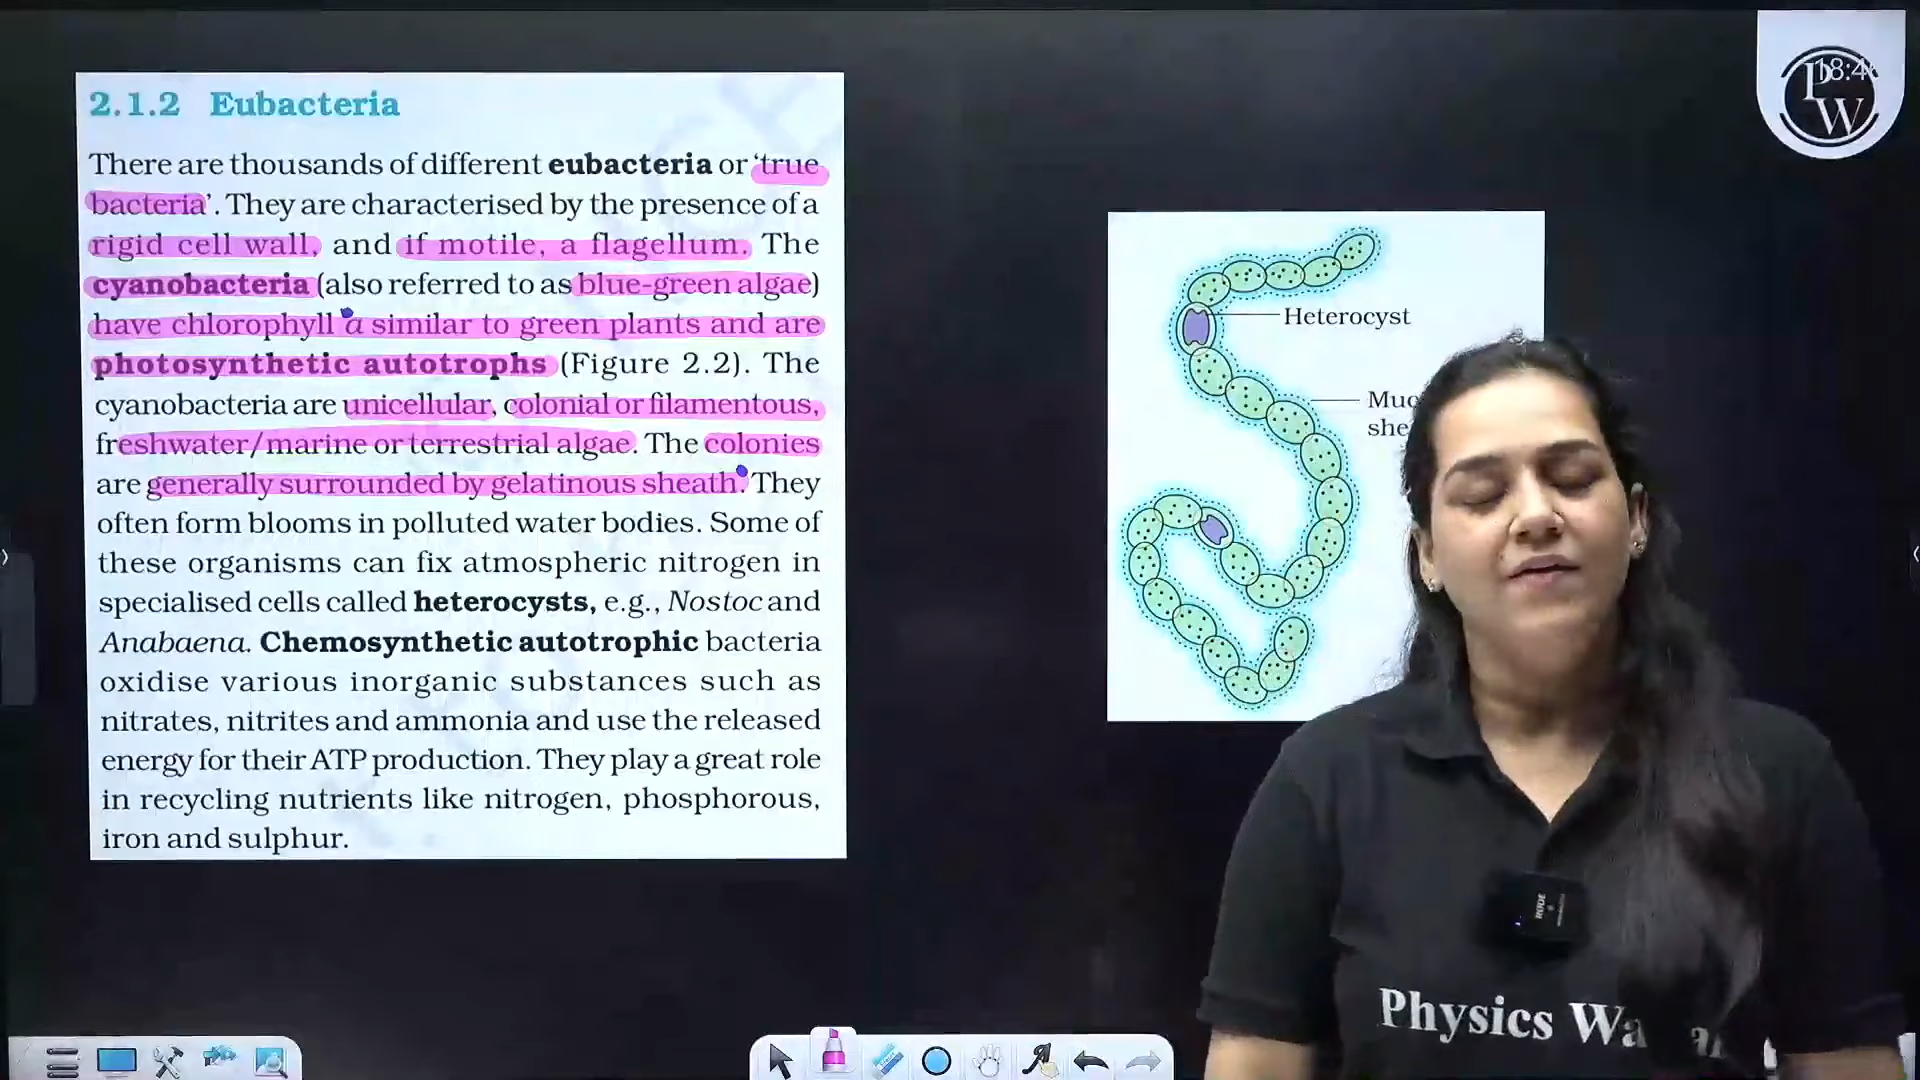 2.1.2 Eubacteria
There are thousands of different eubacteria or ‘true
bacteria’. They are characterised by the presence of a
rigid cell wall, and if motile, a flagellum. The
cyanobacteria (also referred to as blue-green algae)
have chlorophyll a similar to green plants and are
photosynthetic autotrophs (Figure 2.2). The
cyanobacteria are unicellular, colonial or filamentous,
freshwater/marine or terrestrial algae. The colonies
are generally surrounded by gelatinous sheath. They
often form blooms in polluted water bodies. Some of
these organisms can fix atmospheric nitrogen in
specialised cells called heterocysts, e.g., Nostoc and
Anabaena. Chemosynthetic autotrophic bacteria
oxidise various inorganic substances such as
nitrates, nitrites and ammonia and use the released
energy for their ATP production. They play a great role
in recycling nutrients like nitrogen, phosphorous,
iron and sulphur.
Heterocyst
PW
18:4
RODE
Physics